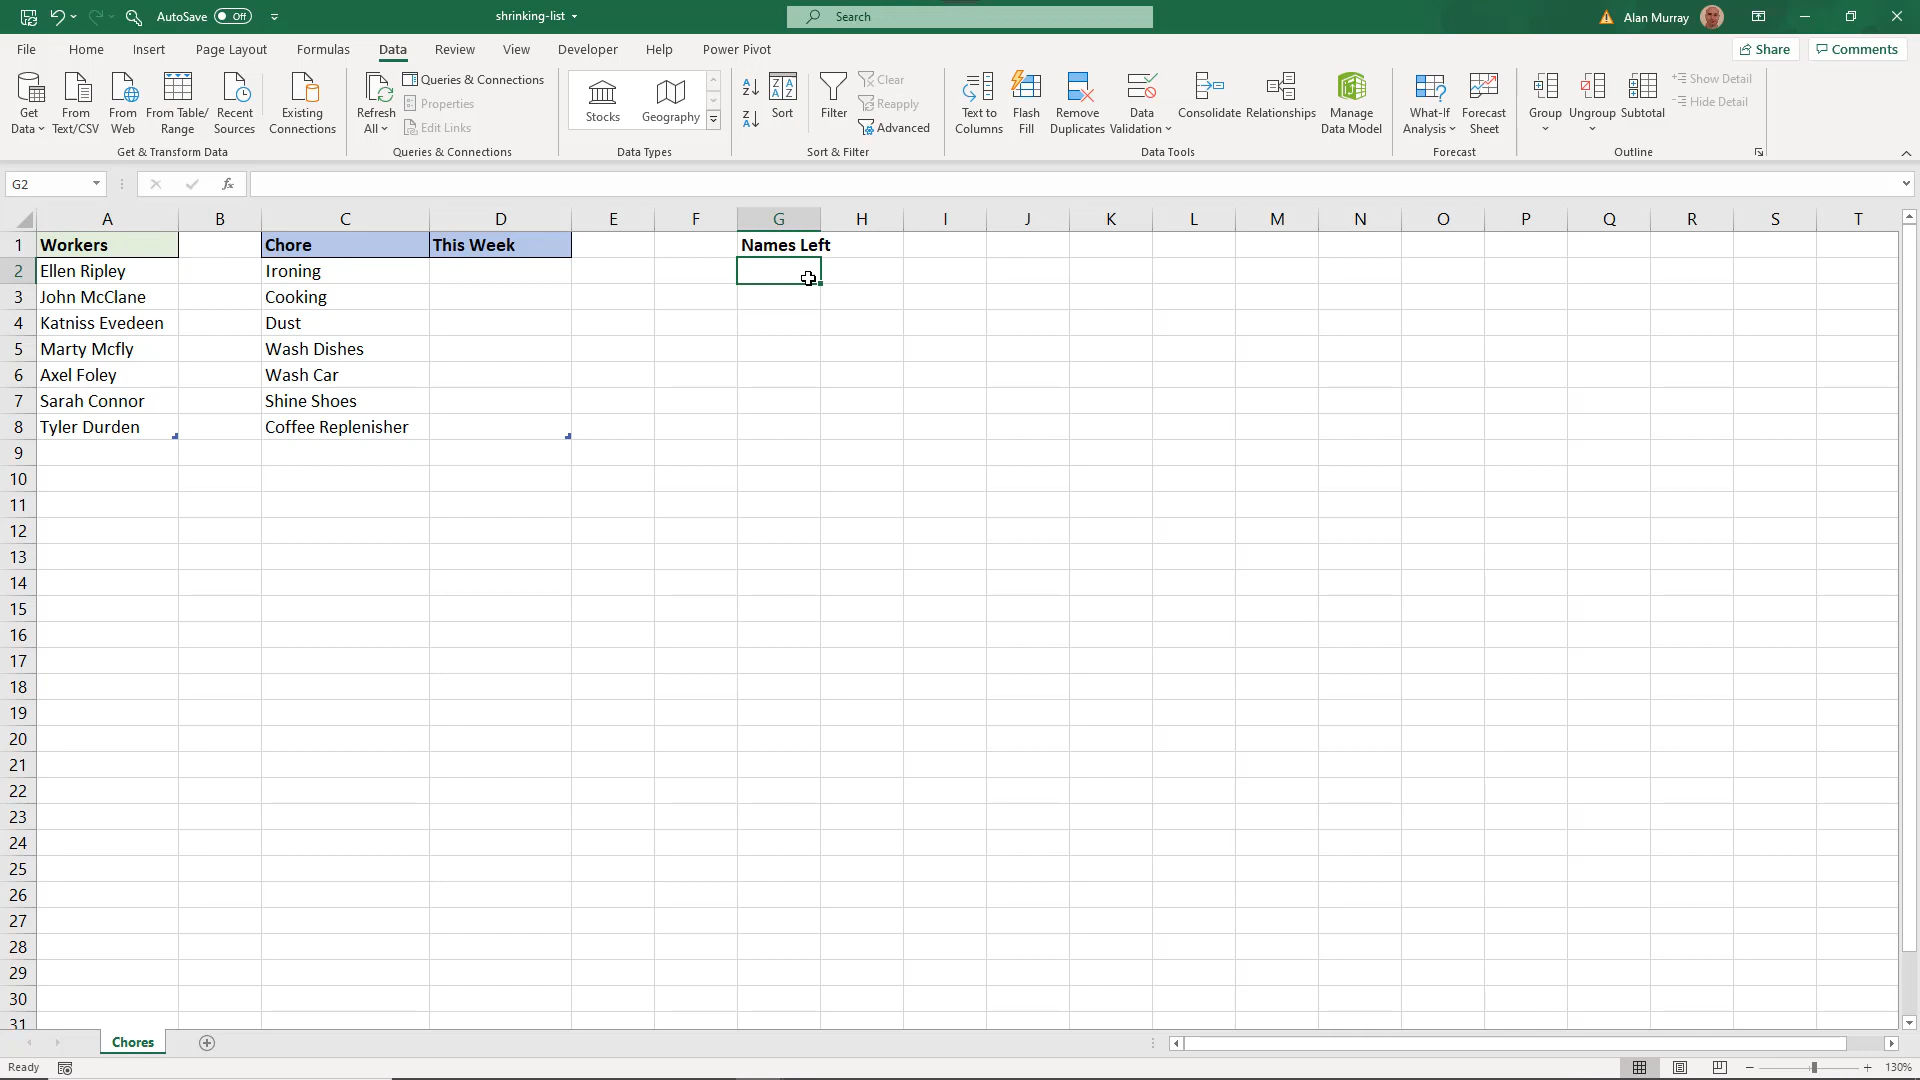 AutoSave Off
shrinking-list
Search
Alan Murray
File Home Insert Page Layout Formulas Data Review View Developer Help Power Pivot
Share Comments
Get Data
From Text/CSV
From Web
From Table/ Range
Recent Sources
Existing Connections
Get & Transform Data
Refresh All
Queries & Connections
Properties
Edit Links
Queries & Connections
Stocks
Geography
Data Types
Sort
Filter
Clear
Reapply
Advanced
Sort & Filter
Text to Columns
Flash Fill
Remove Duplicates
Data Validation
Consolidate
Relationships
Manage Data Model
Data Tools
What-If Analysis
Forecast Sheet
Forecast
Group
Ungroup
Subtotal
Show Detail
Hide Detail
Outline
G2
fx
A B C D E F G H I J K L M N O P Q R S T
1 Workers Chore This Week Names Left
2 Ellen Ripley Ironing
3 John McClane Cooking
4 Katniss Evedeen Dust
5 Marty Mcfly Wash Dishes
6 Axel Foley Wash Car
7 Sarah Connor Shine Shoes
8 Tyler Durden Coffee Replenisher
9
10
11
12
13
14
15
16
17
18
19
20
21
22
23
24
25
26
27
28
29
30
31
Chores
Ready
130%